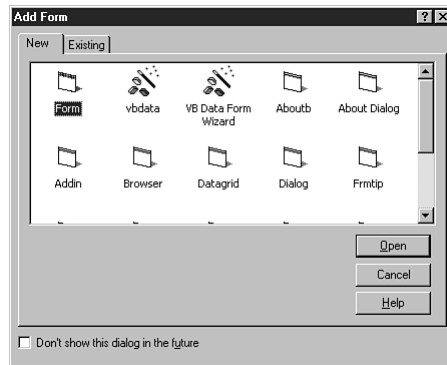 Add Form
New Existing
Form vbdata VB Data Form Wizard Aboutb About Dialog
Addin Browser Datagrid Dialog Frmtip
Open
Cancel
Help
Don't show this dialog in the future